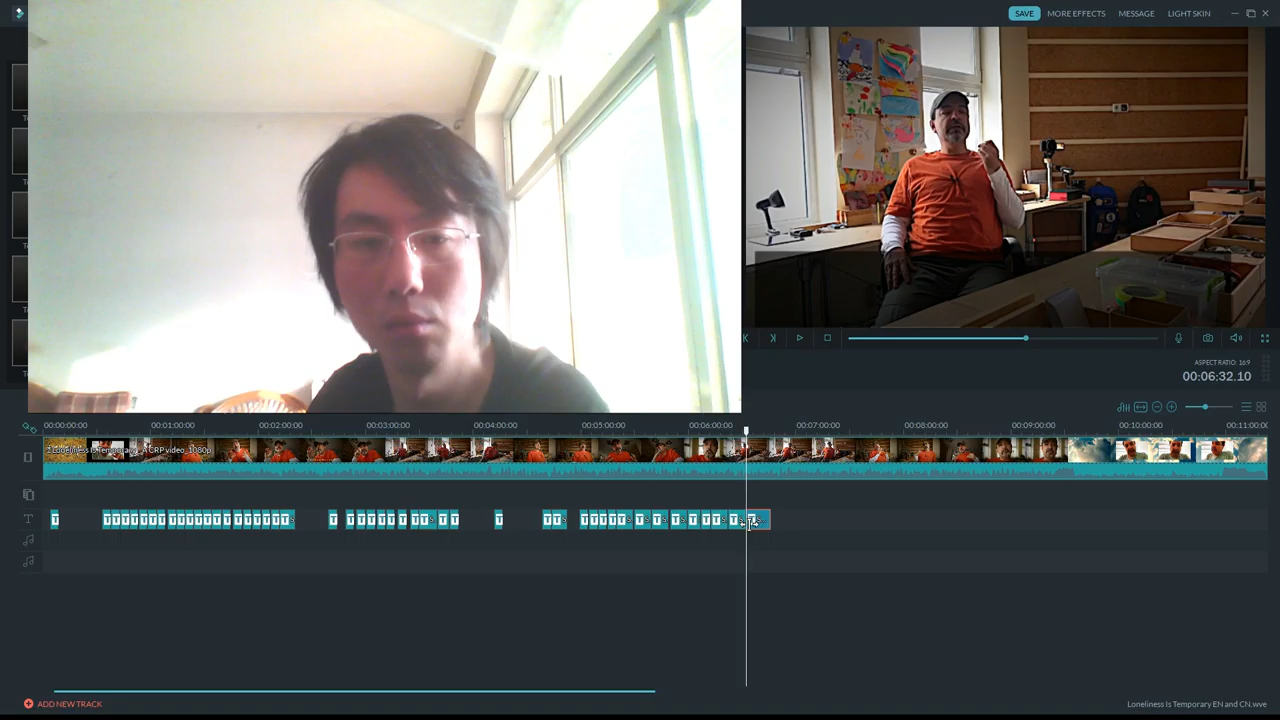 SAVE MORE EFFECTS MESSAGE LIGHT SKIN
ASPECT RATIO: 16:9
00:06:32.10
00:00:00:00 00:01:00:00 00:02:00:00 00:03:00:00 00:04:00:00 00:05:00:00 00:06:00:00 00:07:00:00 00:08:00:00 00:09:00:00 00:10:00:00 00:11:00:00
ADD NEW TRACK
Loneliness Is Temporary EN and CN.wve